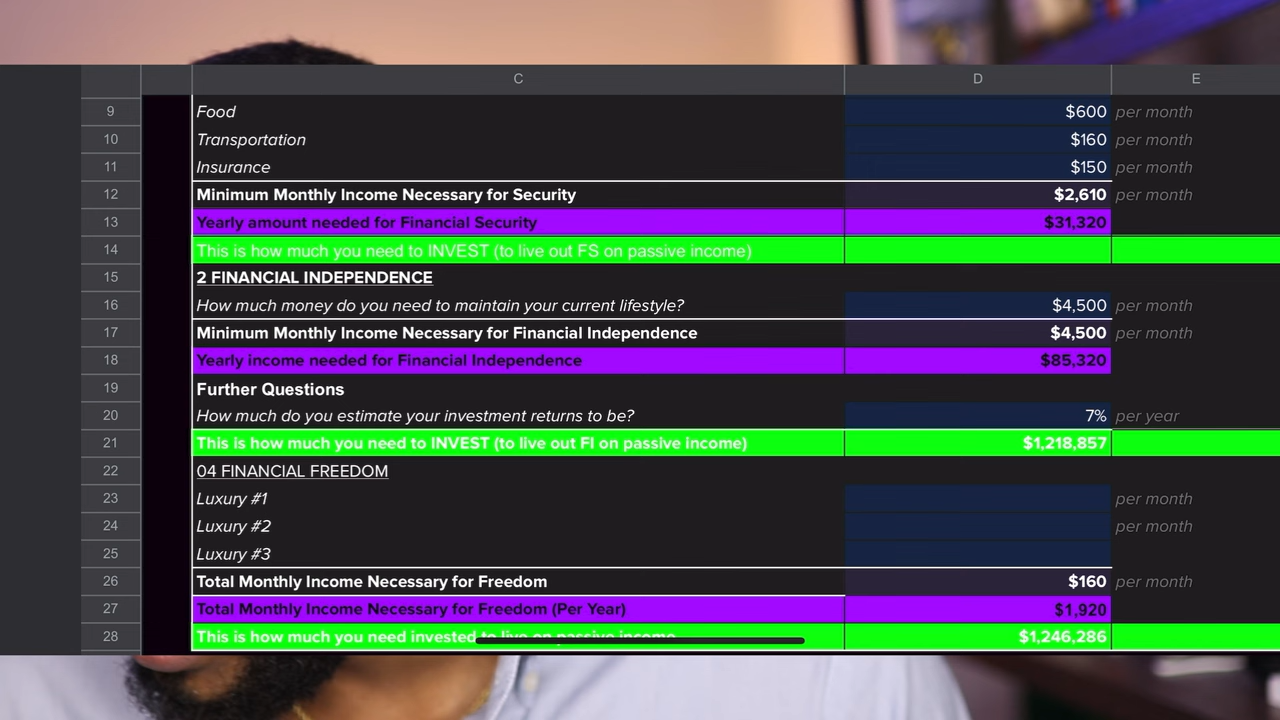 C D E
9 Food $600 per month
10 Transportation $160 per month
11 Insurance $150 per month
12 Minimum Monthly Income Necessary for Security $2,610 per month
13 Yearly amount needed for Financial Security $31,320
14 This is how much you need to INVEST (to live out FS on passive income)
15 2 FINANCIAL INDEPENDENCE
16 How much money do you need to maintain your current lifestyle? $4,500 per month
17 Minimum Monthly Income Necessary for Financial Independence $4,500 per month
18 Yearly income needed for Financial Independence $85,320
19 Further Questions
20 How much do you estimate your investment returns to be? 7% per year
21 This is how much you need to INVEST (to live out FI on passive income) $1,218,857
22 04 FINANCIAL FREEDOM
23 Luxury #1 per month
24 Luxury #2 per month
25 Luxury #3
26 Total Monthly Income Necessary for Freedom $160 per month
27 Total Monthly Income Necessary for Freedom (Per Year) $1,920
28 This is how much you need invested to live on passive income $1,246,286